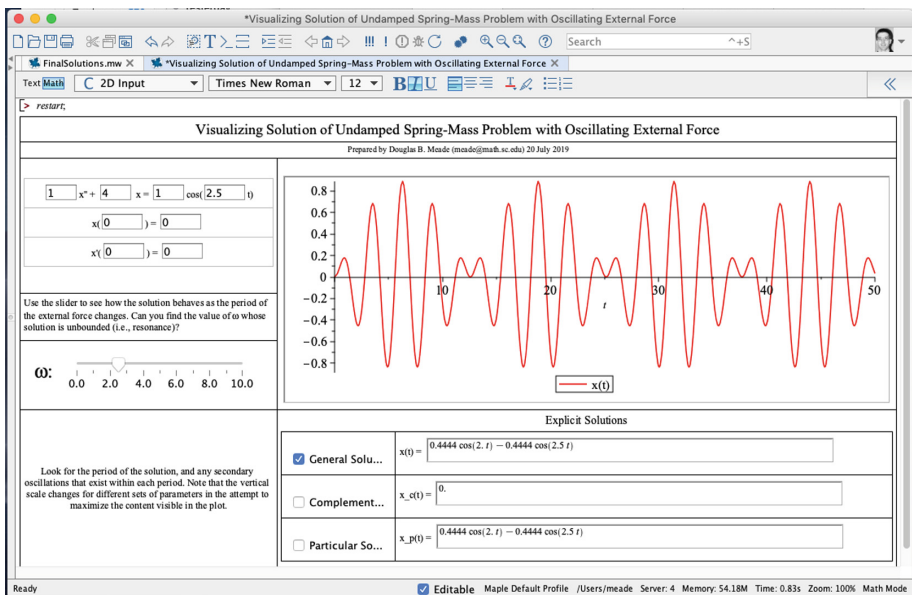 *Visualizing Solution of Undamped Spring-Mass Problem with Oscillating External Force
Search
^+S
FinalSolutions.mw
*Visualizing Solution of Undamped Spring-Mass Problem with Oscillating External Force
Text Math C 2D Input Times New Roman 12 B I U
> restart;
Visualizing Solution of Undamped Spring-Mass Problem with Oscillating External Force
Prepared by Douglas B. Meade (meade@math.sc.edu) 20 July 2019
1 x'' + 4 x = 1 cos( 2.5 t)
x( 0 ) = 0
x'( 0 ) = 0
Use the slider to see how the solution behaves as the period of
the external force changes. Can you find the value of ω whose
solution is unbounded (i.e., resonance)?
ω:
0.0 2.0 4.0 6.0 8.0 10.0
0.8
0.6
0.4
0.2
0
−0.2
−0.4
−0.6
−0.8
10 20 30 40 50
t
x(t)
Look for the period of the solution, and any secondary
oscillations that exist within each period. Note that the vertical
scale changes for different sets of parameters in the attempt to
maximize the content visible in the plot.
Explicit Solutions
General Solu... x(t) = 0.4444 cos(2. t) − 0.4444 cos(2.5 t)
Complement... x_c(t) = 0.
Particular So... x_p(t) = 0.4444 cos(2. t) − 0.4444 cos(2.5 t)
Ready
Editable Maple Default Profile /Users/meade Server: 4 Memory: 54.18M Time: 0.83s Zoom: 100% Math Mode